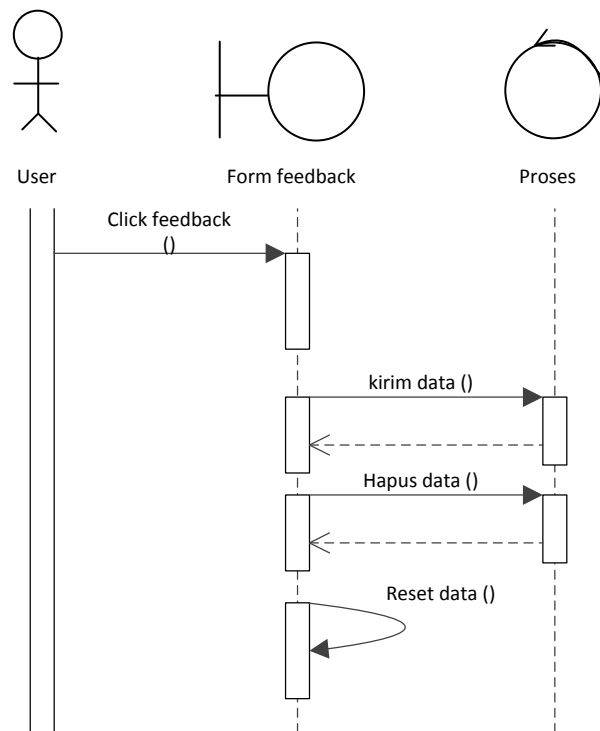 User
Form feedback
Proses
Click feedback
()
kirim data ()
Hapus data ()
Reset data ()